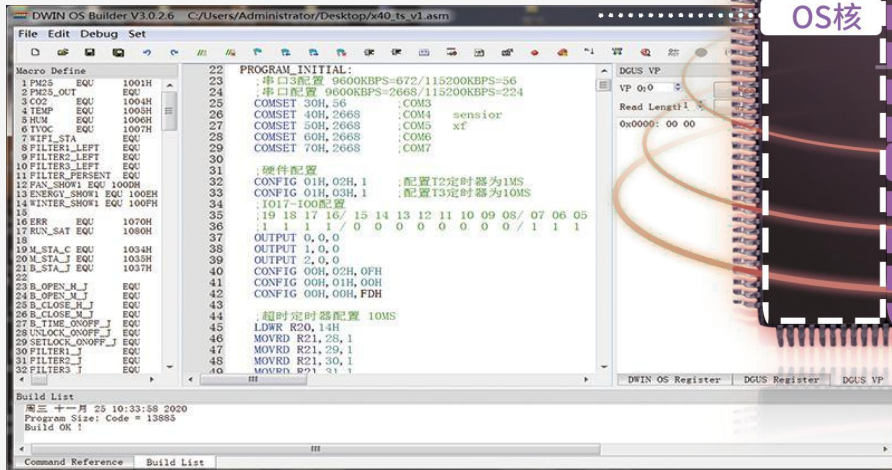 DWIN OS Builder V3.0.2.6 C:/Users/Administrator/Desktop/x40_ts_v1.asm
OS核
File Edit Debug Set
Macro Define
1 PM25 EQU 1001H
2 PM25_OUT EQU
3 CO2 EQU 1004H
4 TEMP EQU 1005H
5 HUM EQU 1006H
6 TVOC EQU 1007H
7 WIFI_STA EQU
8 FILTER1_LEFT EQU
9 FILTER2_LEFT EQU
10 FILTER3_LEFT EQU
11 FILTER_PERSENT EQU
12 FAN_SHOW1 EQU 100DH
13 ENERGY_SHOW1 EQU 100EH
14 WINTER_SHOW1 EQU 100FH
15
16 ERR EQU 1070H
17 RUN_SAT EQU 1080H
18
19 M_STA_C EQU 1034H
20 M_STA_J EQU 1035H
21 B_STA_J EQU 1037H
22
23 B_OPEN_H_J EQU
24 B_OPEN_M_J EQU
25 B_CLOSE_H_J EQU
26 B_CLOSE_M_J EQU
27 B_TIME_ONOFF_J EQU
28 UNLOCK_ONOFF_J EQU
29 SETLOCK_ONOFF_J EQU
30 FILTER1_J EQU
31 FILTER2_J EQU
32 FILTER3_J EQU
22 PROGRAM_INITIAL:
23 ;串口3配置 9600KBPS=672/115200KBPS=56
24 ;串口配置 9600KBPS=2668/115200KBPS=224
25 COMSET 30H,56 ;COM3
26 COMSET 40H,2668 ;COM4 sensior
27 COMSET 50H,2668 ;COM5 xf
28 COMSET 60H,2668 ;COM6
29 COMSET 70H,2668 ;COM7
30
31 ;硬件配置
32 CONFIG 01H,02H,1 ;配置T2定时器为1MS
33 CONFIG 01H,03H,1 ;配置T3定时器为10MS
34 ;IO17-IO0配置
35 ;19 18 17 16/ 15 14 13 12 11 10 09 08/ 07 06 05
36 ;1 1 1 1 / 0 0 0 0 0 0 0 0 / 1 1 1
37 OUTPUT 0,0,0
38 OUTPUT 1,0,0
39 OUTPUT 2,0,0
40 CONFIG 00H,02H,0FH
41 CONFIG 00H,01H,00H
42 CONFIG 00H,00H,FDH
43
44 ;超时定时器配置 10MS
45 LDWR R20,14H
46 MOVRD R21,28,1
47 MOVRD R21,29,1
48 MOVRD R21,30,1
49 MOVRD R21,31,1
DGUS VP
VP 0x0
Read Length 1
0x0000: 00 00
DWIN OS Register DGUS Register DGUS VP
Build List
周三 十一月 25 10:33:58 2020
Program Size: Code = 13885
Build OK !
Command Reference Build List